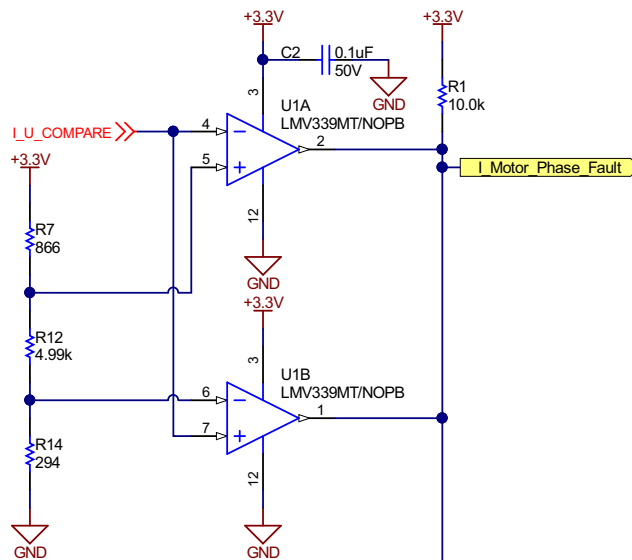 +3.3V
+3.3V
C2
0.1uF
50V
GND
R1
10.0k
3
U1A
LMV339MT/NOPB
I_U_COMPARE
4
2
5
I_Motor_Phase_Fault
+3.3V
12
R7
866
GND
+3.3V
R12
4.99k
3
U1B
LMV339MT/NOPB
6
1
7
R14
294
12
GND
GND